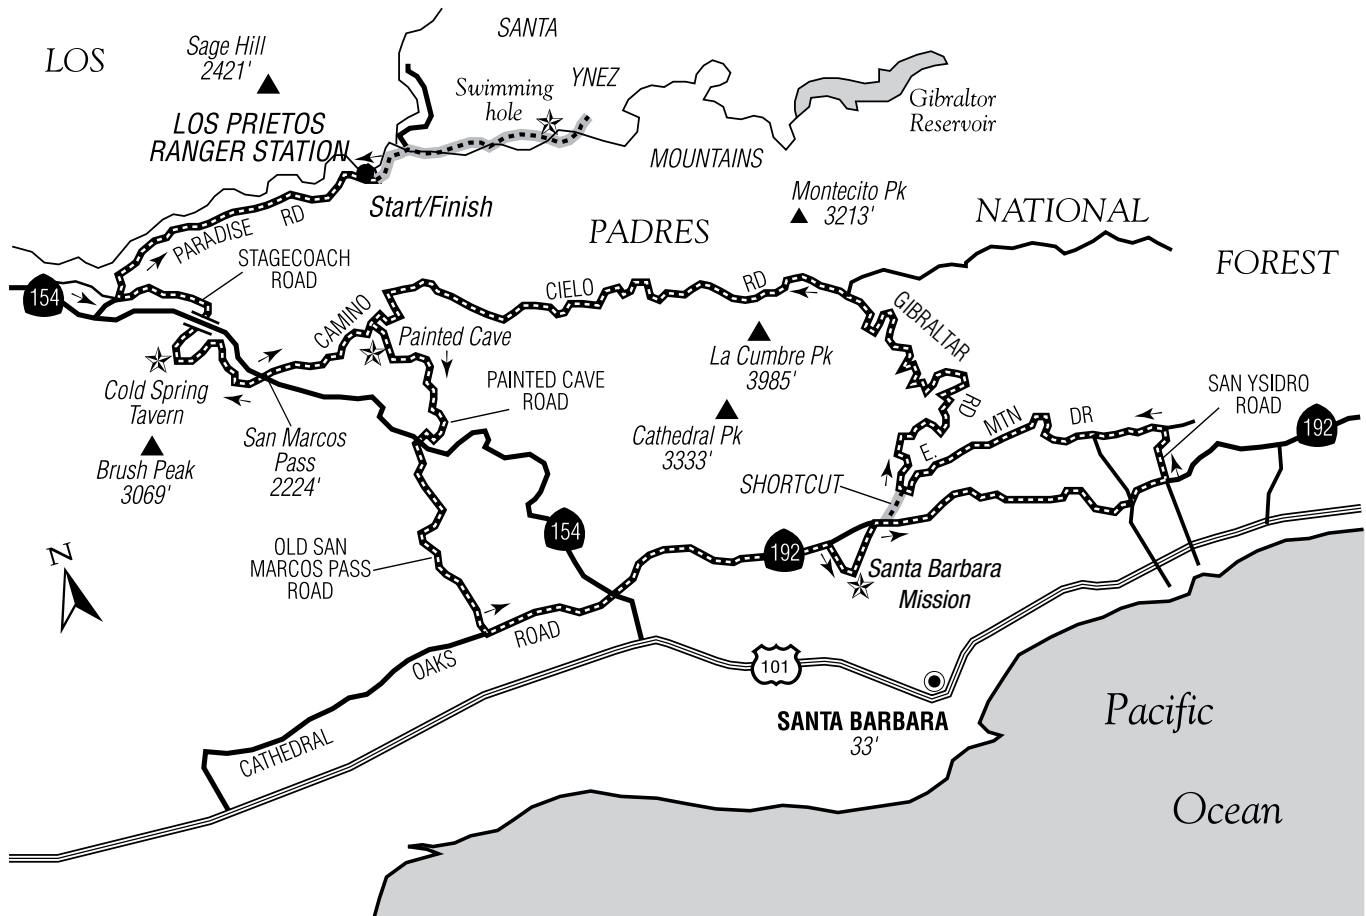 LOS
Sage Hill
2421'
SANTA
YNEZ
MOUNTAINS
Swimming
hole
Gibraltor
Reservoir
LOS PRIETOS
RANGER STATION
Start/Finish
Montecito Pk
3213'
PADRES
NATIONAL
FOREST
PARADISE RD
STAGECOACH
ROAD
154
CAMINO CIELO RD
GIBRALTAR RD
Painted Cave
La Cumbre Pk
3985'
PAINTED CAVE
ROAD
SAN YSIDRO
ROAD
Cold Spring
Tavern
San Marcos
Pass
2224'
Cathedral Pk
3333'
E. MTN DR
192
Brush Peak
3069'
SHORTCUT
N
154
192
OLD SAN
MARCOS PASS
ROAD
Santa Barbara
Mission
CATHEDRAL OAKS ROAD
101
SANTA BARBARA
33'
Pacific
Ocean